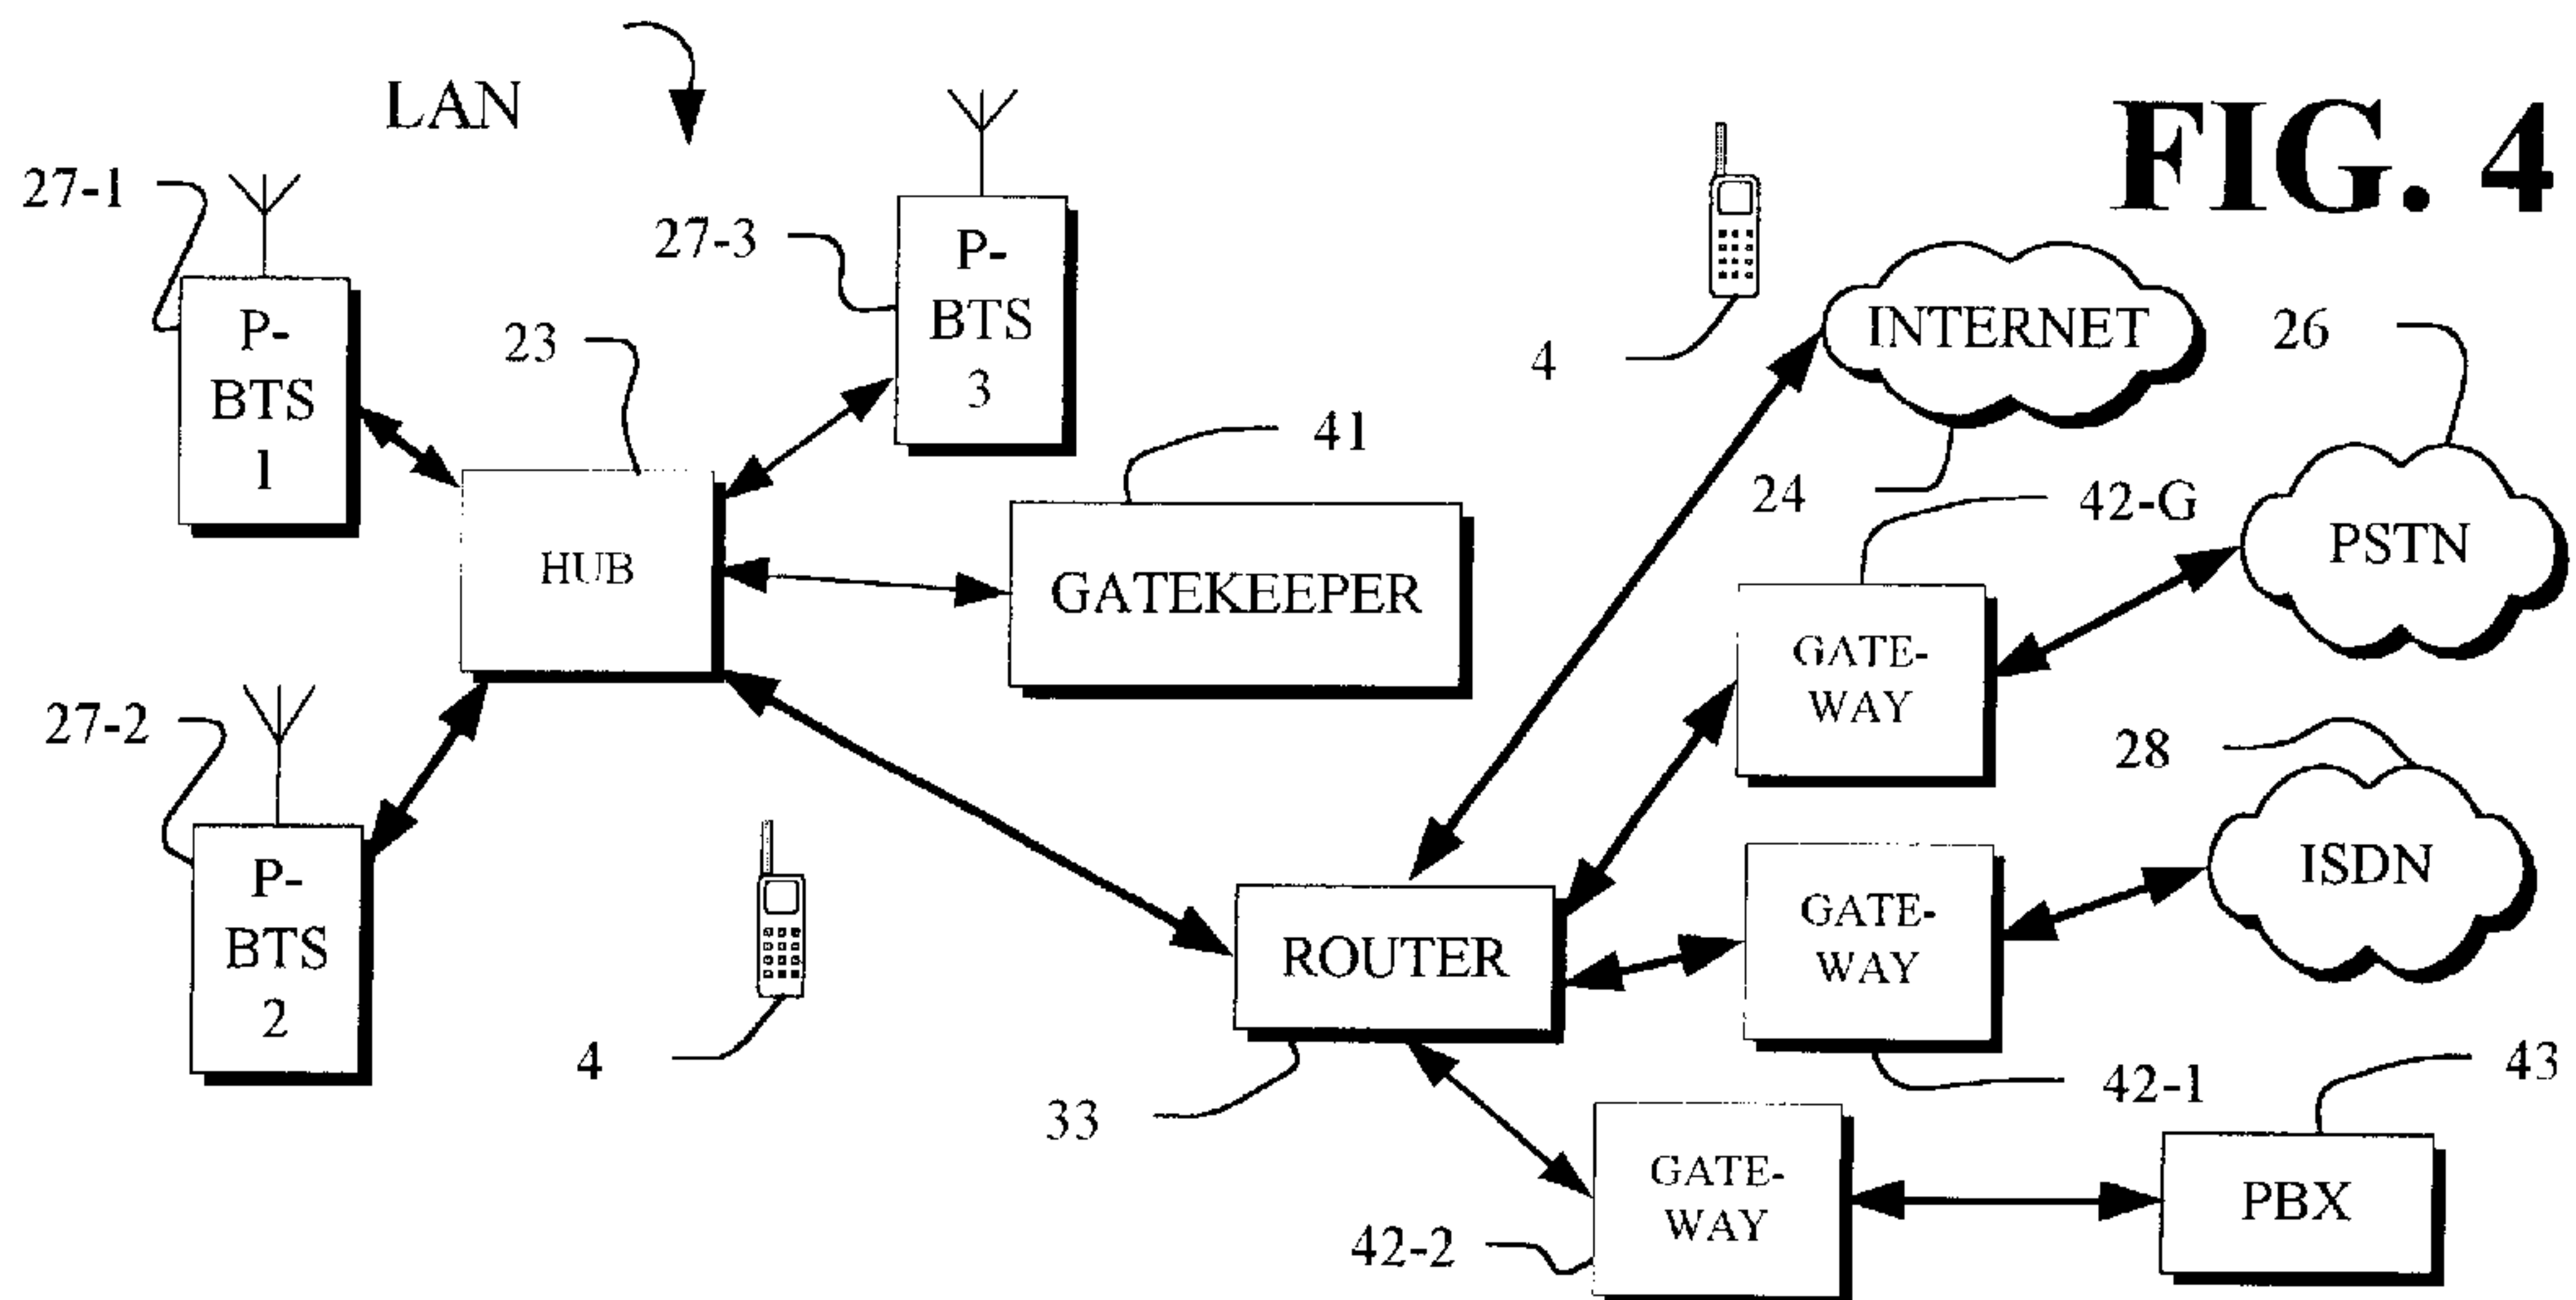 LAN
FIG. 4
27-1
P-
BTS
1
27-3
P-
BTS
3
23
HUB
41
GATEKEEPER
4
INTERNET
24
26
PSTN
42-G
GATE-
WAY
27-2
P-
BTS
2
4
ROUTER
33
28
ISDN
GATE-
WAY
42-1
GATE-
WAY
42-2
43
PBX